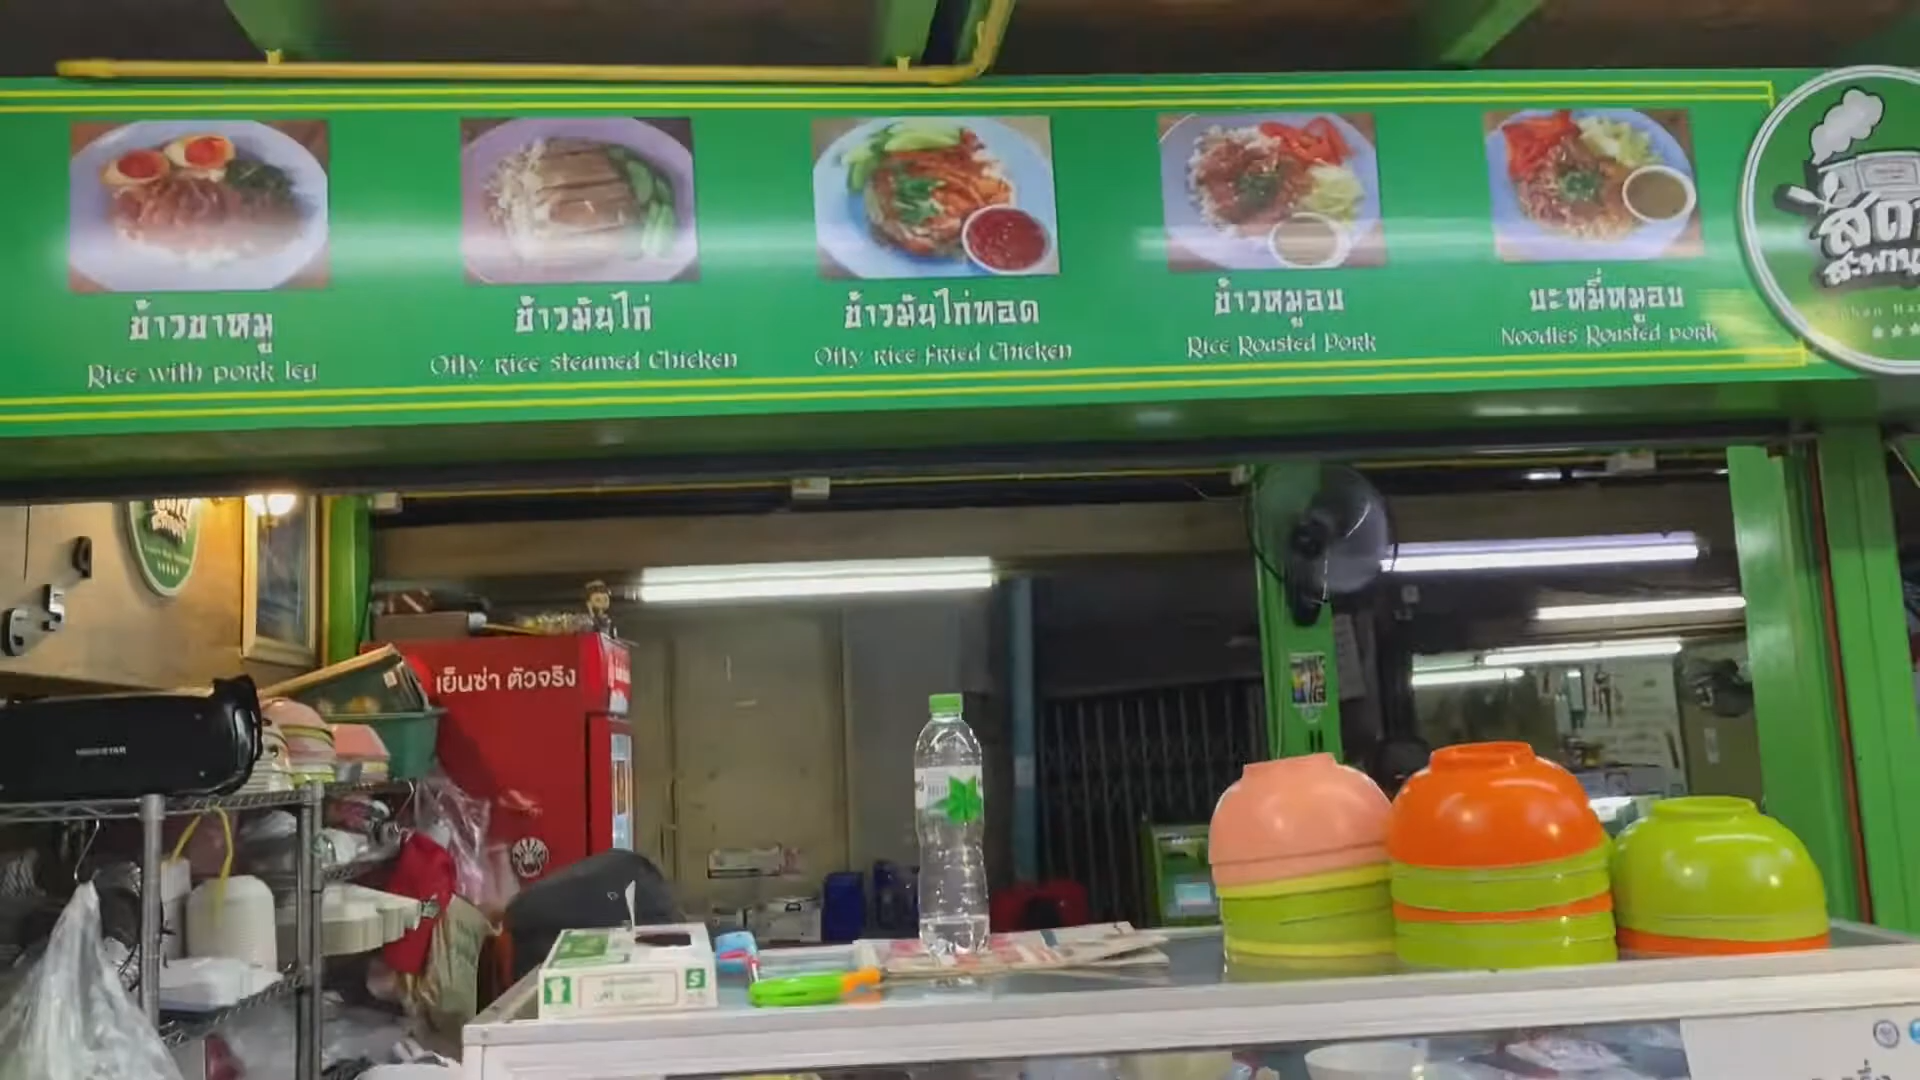 ข้าวขาหมู
Rice with pork leg
ข้าวมันไก่
Oily rice steamed Chicken
ข้าวมันไก่ทอด
Oily rice fried Chicken
ข้าวหมูอบ
Rice Roasted Pork
บะหมี่หมูอบ
Noodles Roasted pork
เย็นซ่า ตัวจริง
S